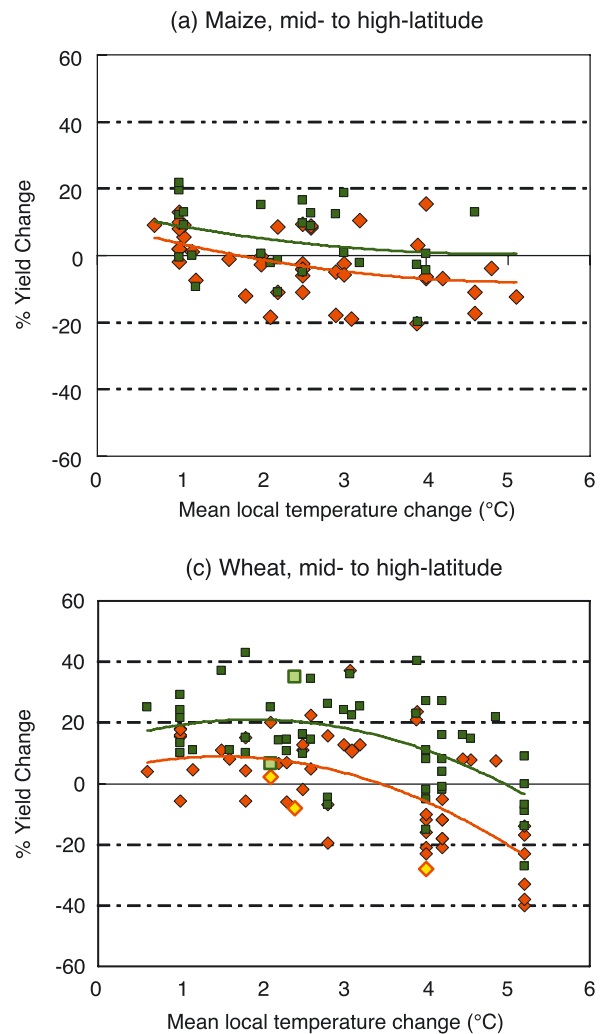 (a) Maize, mid- to high-latitude
60
40
20
0
-20
-40
-60
% Yield Change
0 1 2 3 4 5 6
Mean local temperature change (°C)
(c) Wheat, mid- to high-latitude
60
40
20
0
-20
-40
-60
% Yield Change
0 1 2 3 4 5 6
Mean local temperature change (°C)